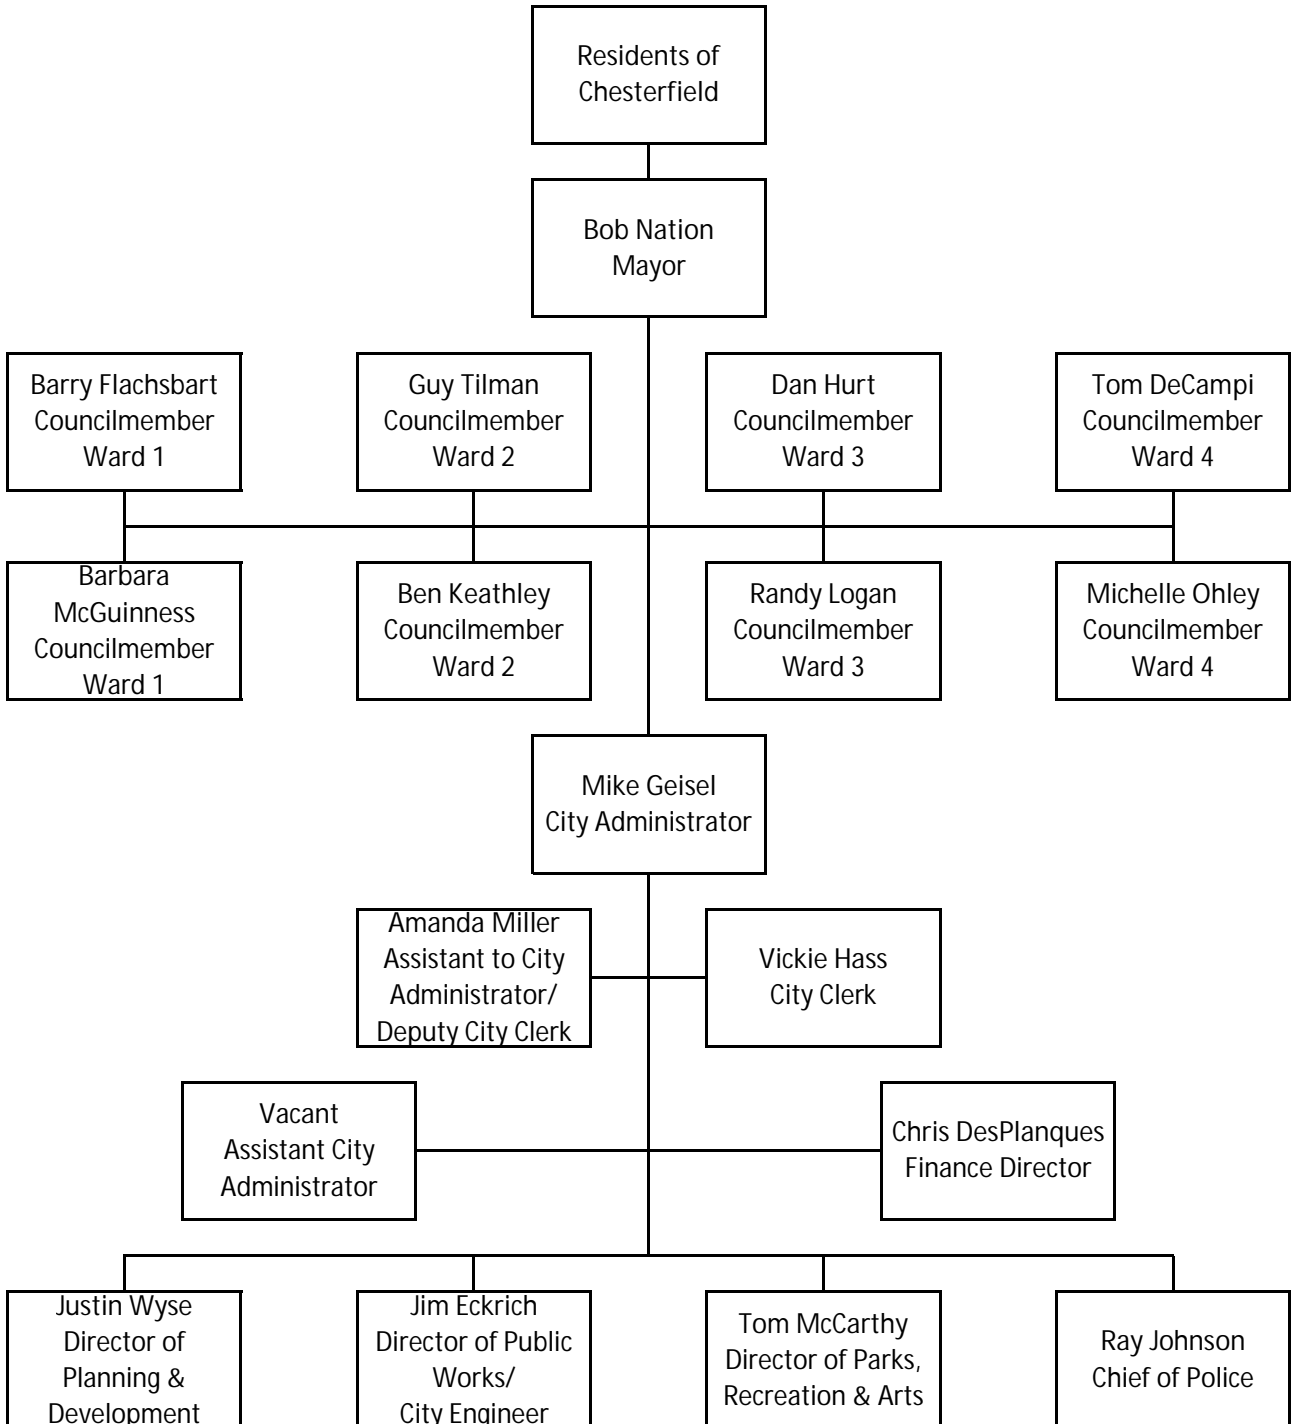 Residents of
Chesterfield
Bob Nation
Mayor
Barry Flachsbart
Councilmember
Ward 1
Guy Tilman
Councilmember
Ward 2
Dan Hurt
Councilmember
Ward 3
Tom DeCampi
Councilmember
Ward 4
Barbara
McGuinness
Councilmember
Ward 1
Ben Keathley
Councilmember
Ward 2
Randy Logan
Councilmember
Ward 3
Michelle Ohley
Councilmember
Ward 4
Mike Geisel
City Administrator
Amanda Miller
Assistant to City
Administrator/
Deputy City Clerk
Vickie Hass
City Clerk
Vacant
Assistant City
Administrator
Chris DesPlanques
Finance Director
Justin Wyse
Director of
Planning &
Development
Jim Eckrich
Director of Public
Works/
City Engineer
Tom McCarthy
Director of Parks,
Recreation & Arts
Ray Johnson
Chief of Police